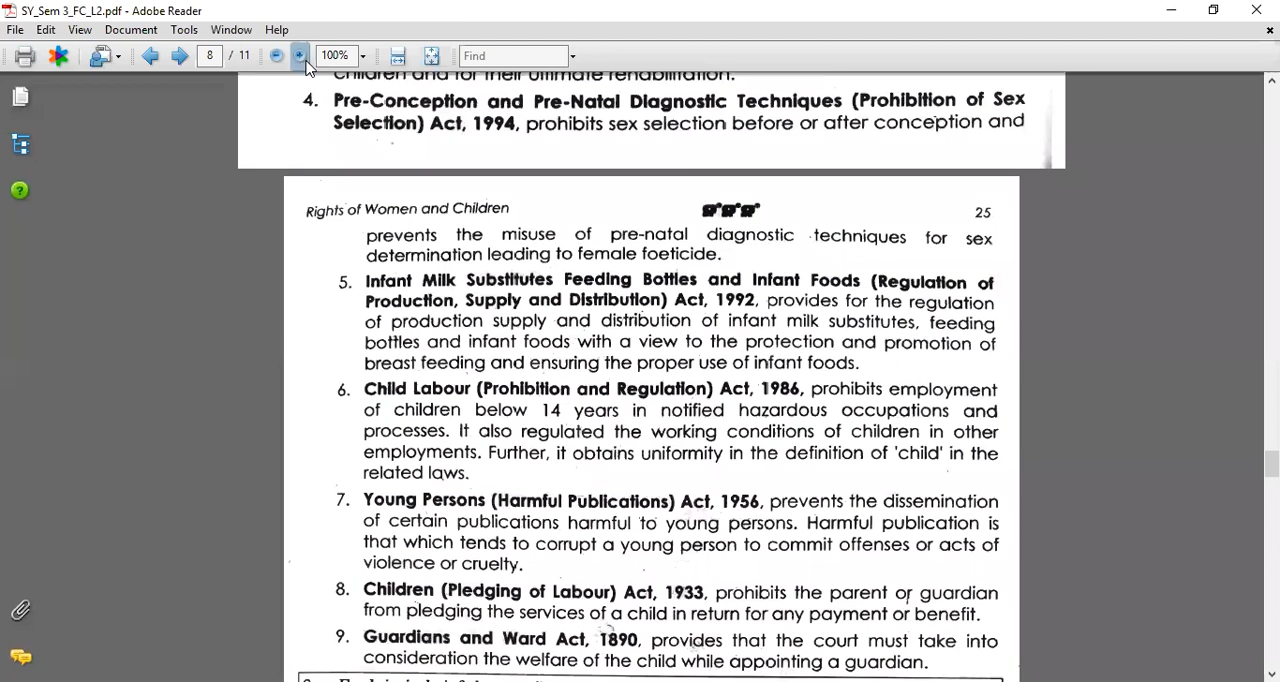 SY_Sem 3_FC_L2.pdf - Adobe Reader
File Edit View Document Tools Window Help
8 / 11 100% Find
children and for their ultimate rehabilitation.
4. Pre-Conception and Pre-Natal Diagnostic Techniques (Prohibition of Sex
Selection) Act, 1994, prohibits sex selection before or after conception and
Rights of Women and Children 25
prevents the misuse of pre-natal diagnostic techniques for sex
determination leading to female foeticide.
5. Infant Milk Substitutes Feeding Bottles and Infant Foods (Regulation of
Production, Supply and Distribution) Act, 1992, provides for the regulation
of production supply and distribution of infant milk substitutes, feeding
bottles and infant foods with a view to the protection and promotion of
breast feeding and ensuring the proper use of infant foods.
6. Child Labour (Prohibition and Regulation) Act, 1986, prohibits employment
of children below 14 years in notified hazardous occupations and
processes. It also regulated the working conditions of children in other
employments. Further, it obtains uniformity in the definition of 'child' in the
related laws.
7. Young Persons (Harmful Publications) Act, 1956, prevents the dissemination
of certain publications harmful to young persons. Harmful publication is
that which tends to corrupt a young person to commit offenses or acts of
violence or cruelty.
8. Children (Pledging of Labour) Act, 1933, prohibits the parent or guardian
from pledging the services of a child in return for any payment or benefit.
9. Guardians and Ward Act, 1890, provides that the court must take into
consideration the welfare of the child while appointing a guardian.